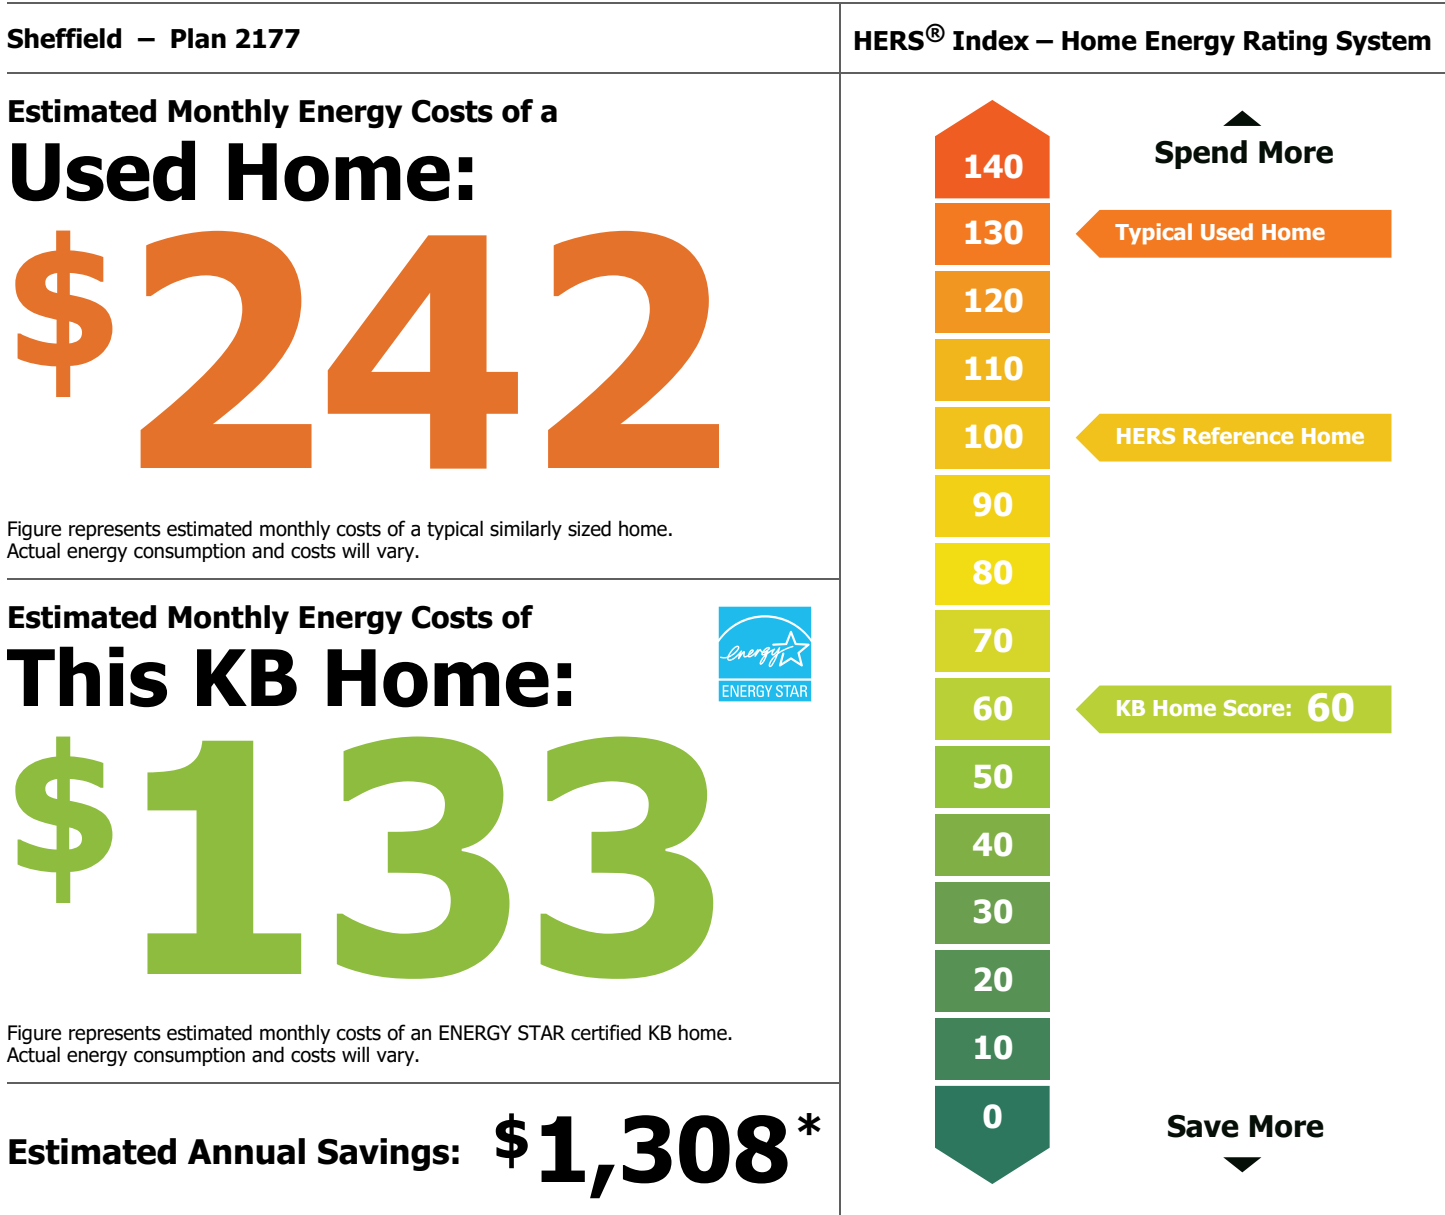 Sheffield – Plan 2177
Estimated Monthly Energy Costs of a
Used Home:
$242
Figure represents estimated monthly costs of a typical similarly sized home.
Actual energy consumption and costs will vary.
Estimated Monthly Energy Costs of
This KB Home:
energy
ENERGY STAR
$133
Figure represents estimated monthly costs of an ENERGY STAR certified KB home.
Actual energy consumption and costs will vary.
Estimated Annual Savings: $1,308*
HERS® Index – Home Energy Rating System
Spend More
140
130 Typical Used Home
120
110
100 HERS Reference Home
90
80
70
60 KB Home Score: 60
50
40
30
20
10
0
Save More